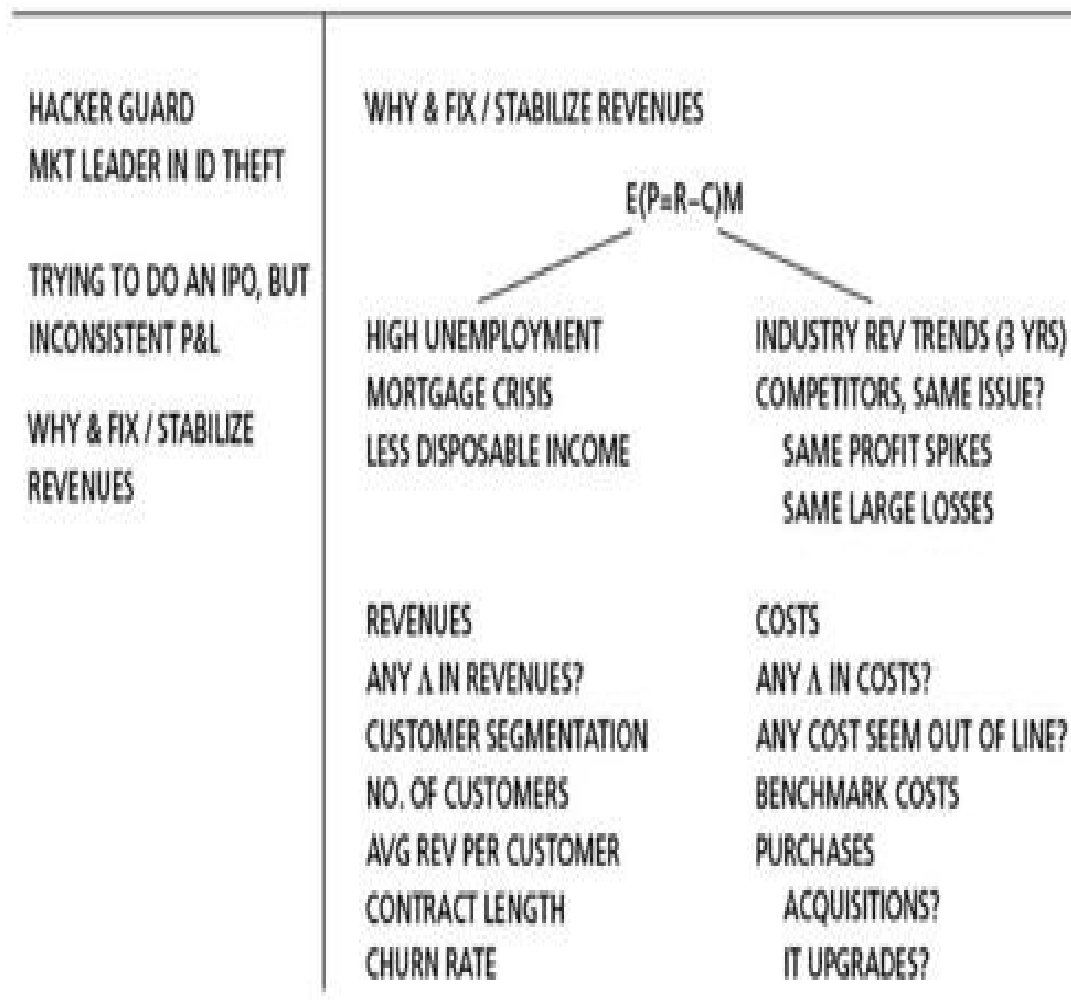 HACKER GUARD
MKT LEADER IN ID THEFT
TRYING TO DO AN IPO, BUT
INCONSISTENT P&L
WHY & FIX / STABILIZE
REVENUES
WHY & FIX / STABILIZE REVENUES
E(P=R–C)M
HIGH UNEMPLOYMENT
MORTGAGE CRISIS
LESS DISPOSABLE INCOME
INDUSTRY REV TRENDS (3 YRS)
COMPETITORS, SAME ISSUE?
SAME PROFIT SPIKES
SAME LARGE LOSSES
REVENUES
ANY Δ IN REVENUES?
CUSTOMER SEGMENTATION
NO. OF CUSTOMERS
AVG REV PER CUSTOMER
CONTRACT LENGTH
CHURN RATE
COSTS
ANY Δ IN COSTS?
ANY COST SEEM OUT OF LINE?
BENCHMARK COSTS
PURCHASES
ACQUISITIONS?
IT UPGRADES?